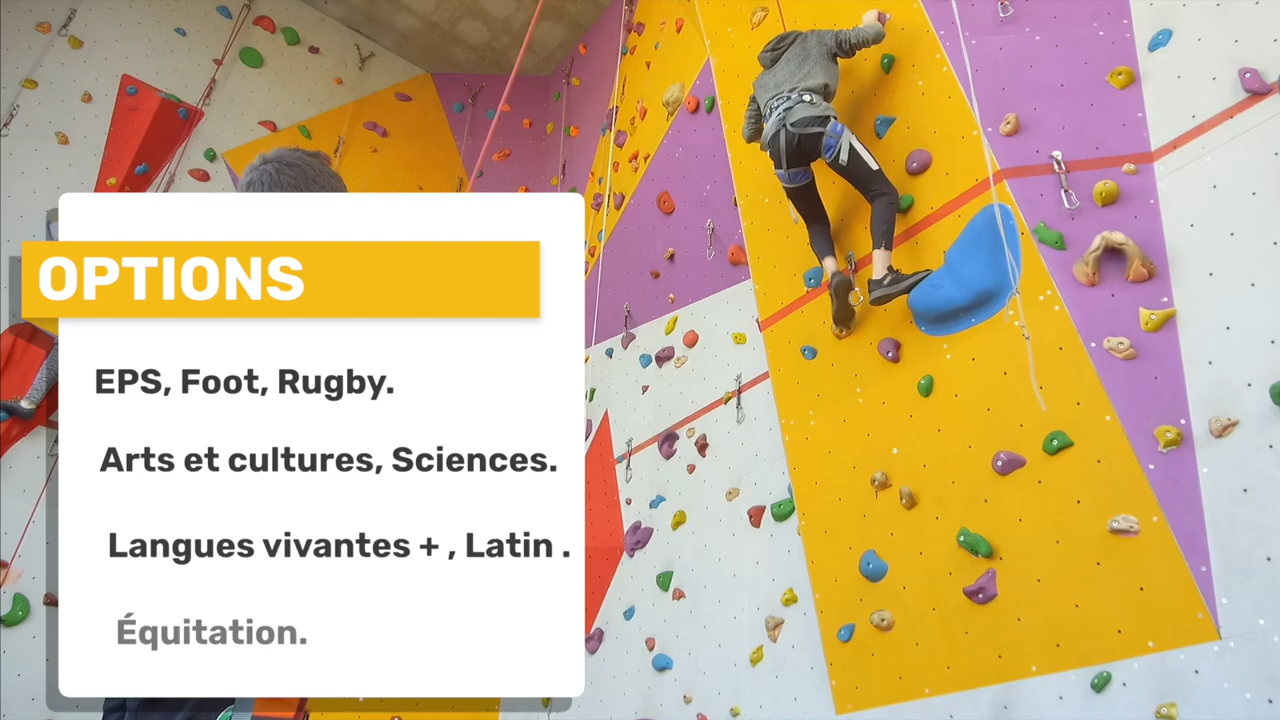 OPTIONS
EPS, Foot, Rugby.
Arts et cultures, Sciences.
Langues vivantes + , Latin .
Équitation.